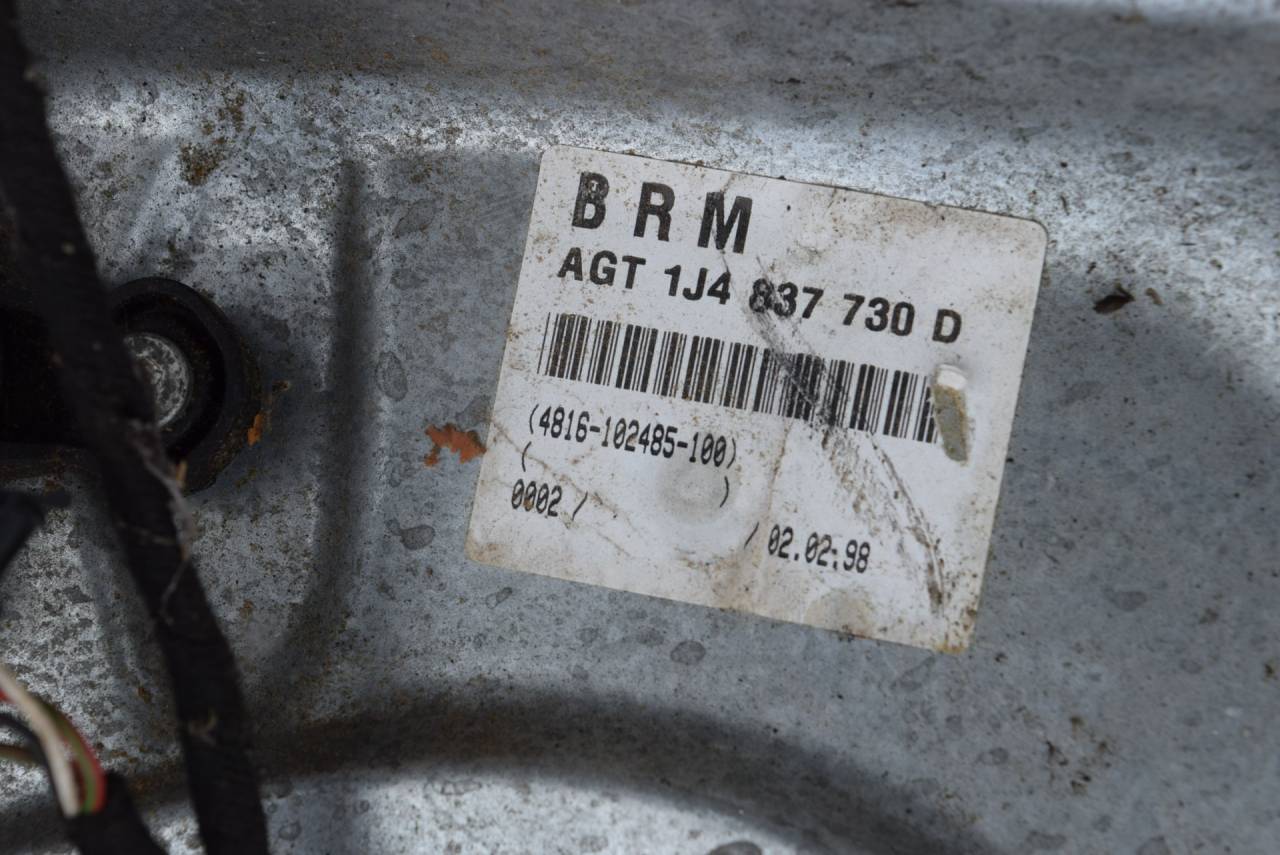 BRM
AGT 1J4 837 730 D
(4816-102485-100)
( )
0002 / / 02.02.98